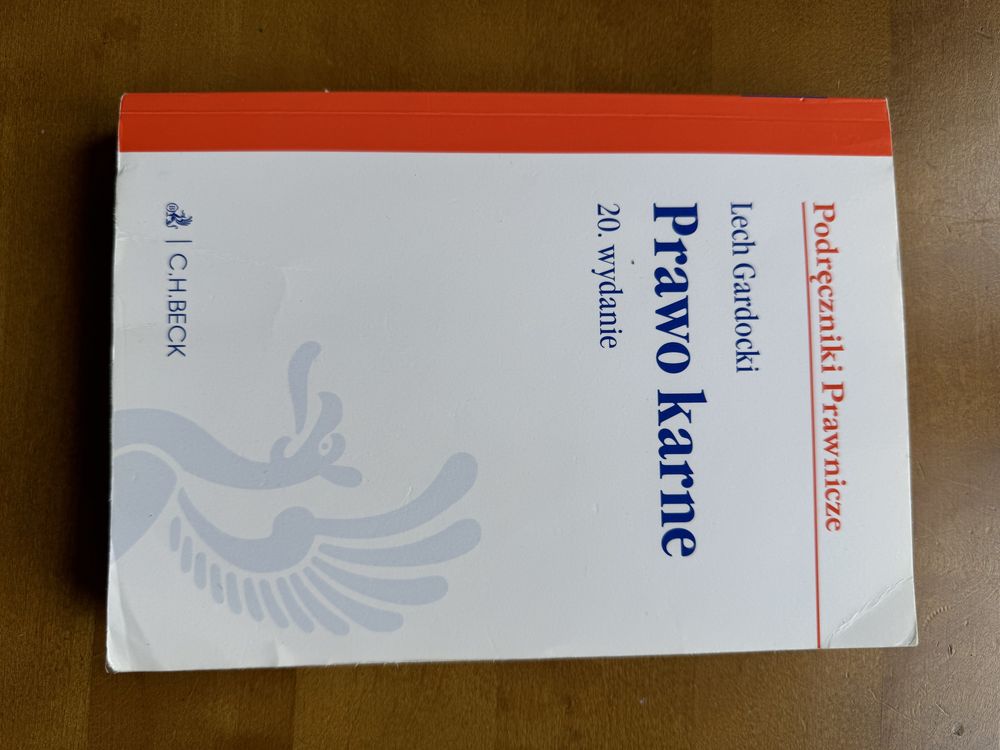 Podręczniki Prawnicze
Lech Gardocki
Prawo karne
20. wydanie
C.H.BECK